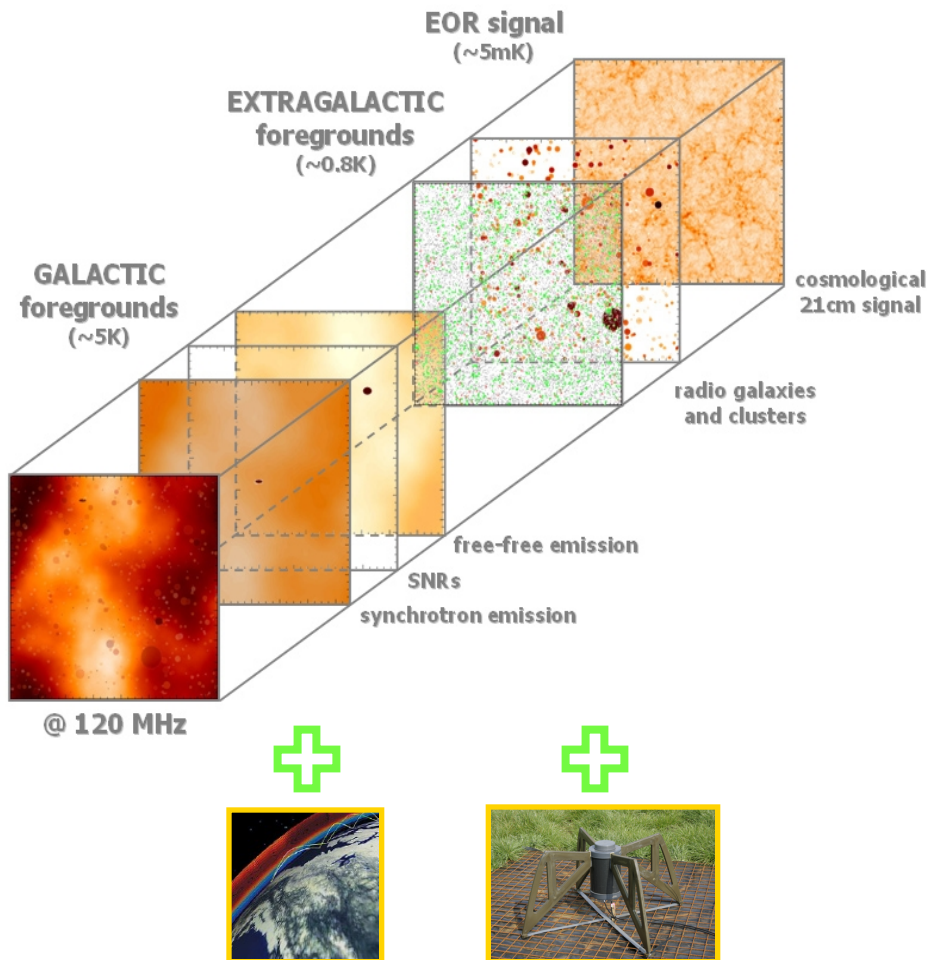 EOR signal
(~5mK)
EXTRAGALACTIC
foregrounds
(~0.8K)
GALACTIC
foregrounds
(~5K)
cosmological
21cm signal
radio galaxies
and clusters
free-free emission
SNRs
synchrotron emission
@ 120 MHz